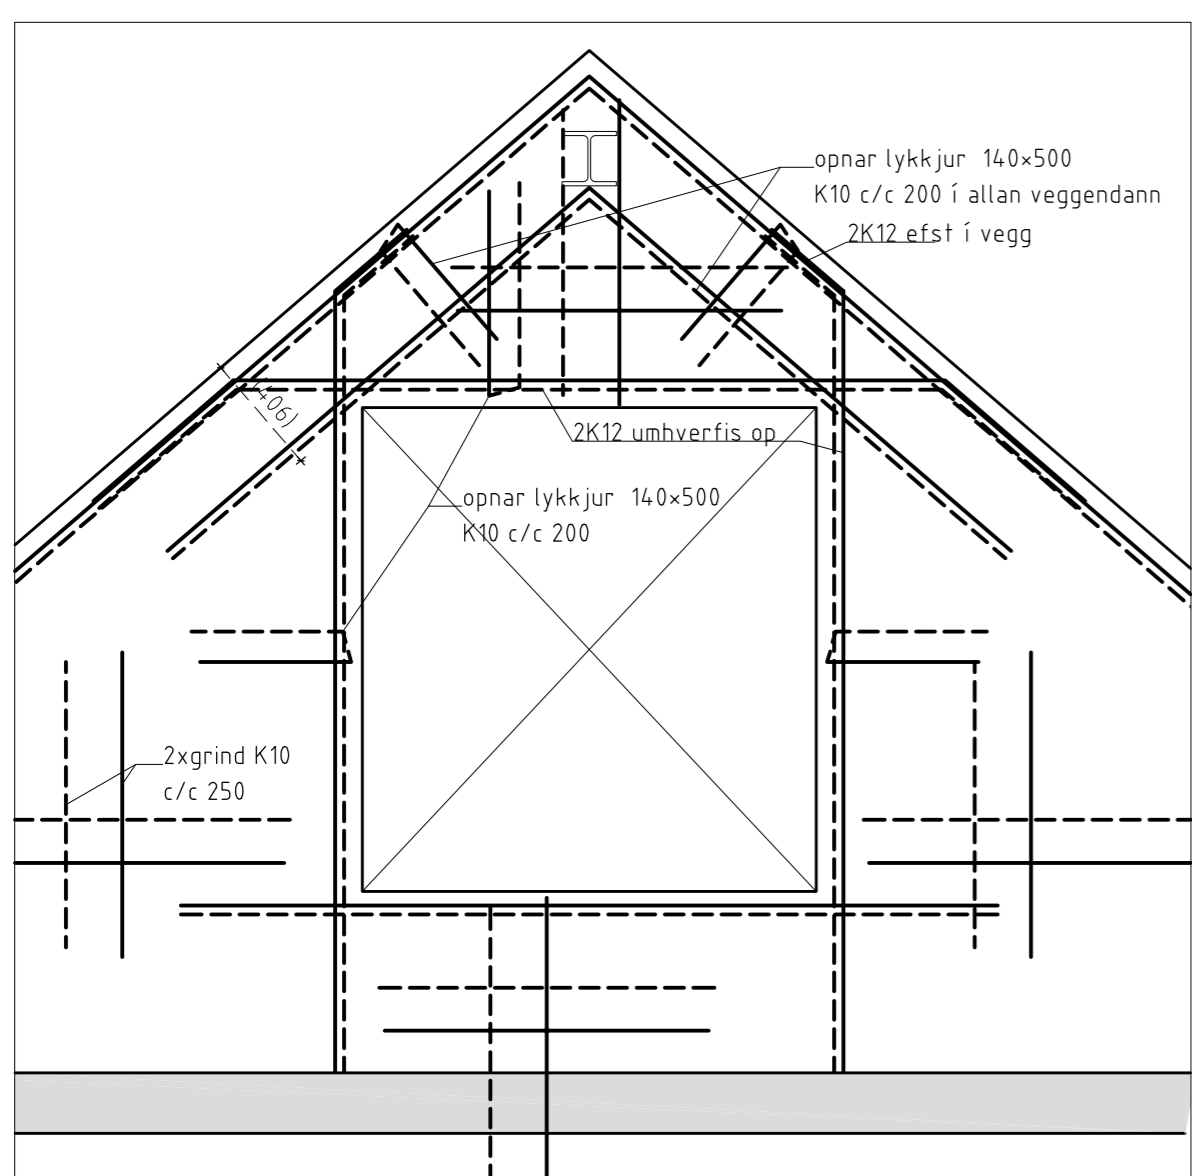 opnar lykkjur 140×500
K10 c/c 200 í allan veggendann
2K12 efst í vegg
(406)
2K12 umhverfis op
opnar lykkjur 140×500
K10 c/c 200
2xgrind K10
c/c 250